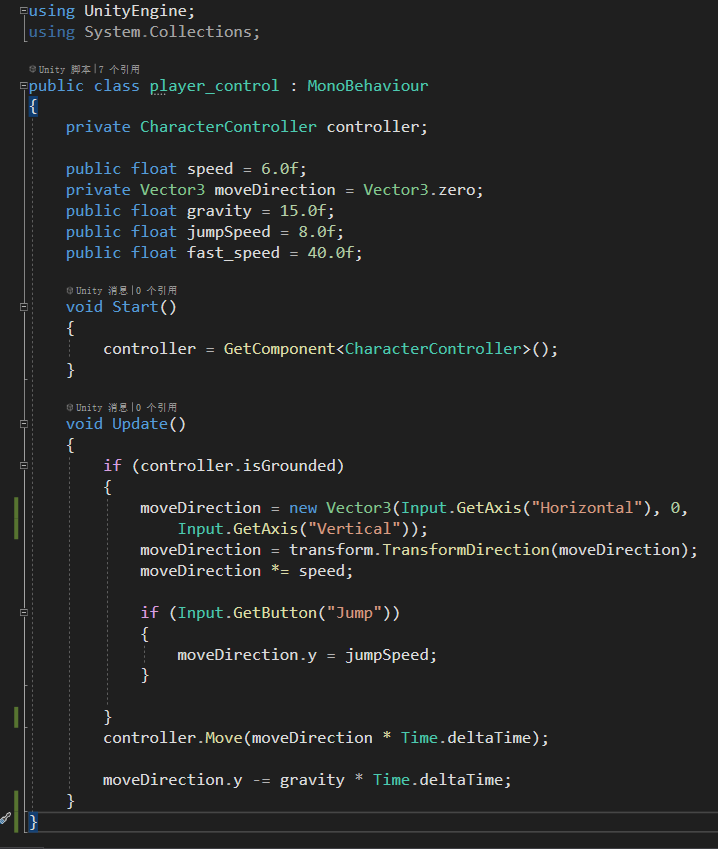 using UnityEngine;
using System.Collections;
Unity 脚本|7 个引用
public class player_control : MonoBehaviour
{
private CharacterController controller;
public float speed = 6.0f;
private Vector3 moveDirection = Vector3.zero;
public float gravity = 15.0f;
public float jumpSpeed = 8.0f;
public float fast_speed = 40.0f;
Unity 消息|0 个引用
void Start()
{
controller = GetComponent<CharacterController>();
}
Unity 消息|0 个引用
void Update()
{
if (controller.isGrounded)
{
moveDirection = new Vector3(Input.GetAxis("Horizontal"), 0,
Input.GetAxis("Vertical"));
moveDirection = transform.TransformDirection(moveDirection);
moveDirection *= speed;
if (Input.GetButton("Jump"))
{
moveDirection.y = jumpSpeed;
}
}
controller.Move(moveDirection * Time.deltaTime);
moveDirection.y -= gravity * Time.deltaTime;
}
}